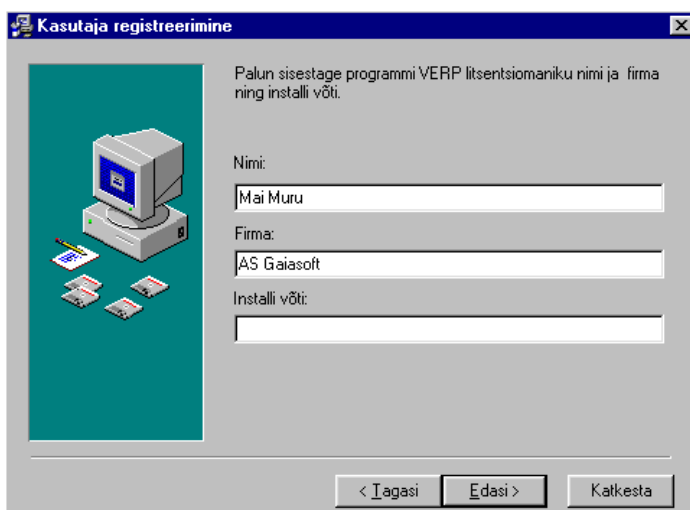 Kasutaja registreerimine
Palun sisestage programmi VERP litsentsiomaniku nimi ja firma
ning installi võti.
Nimi:
Mai Muru
Firma:
AS Gaiasoft
Installi võti:
< Tagasi
Edasi >
Katkesta